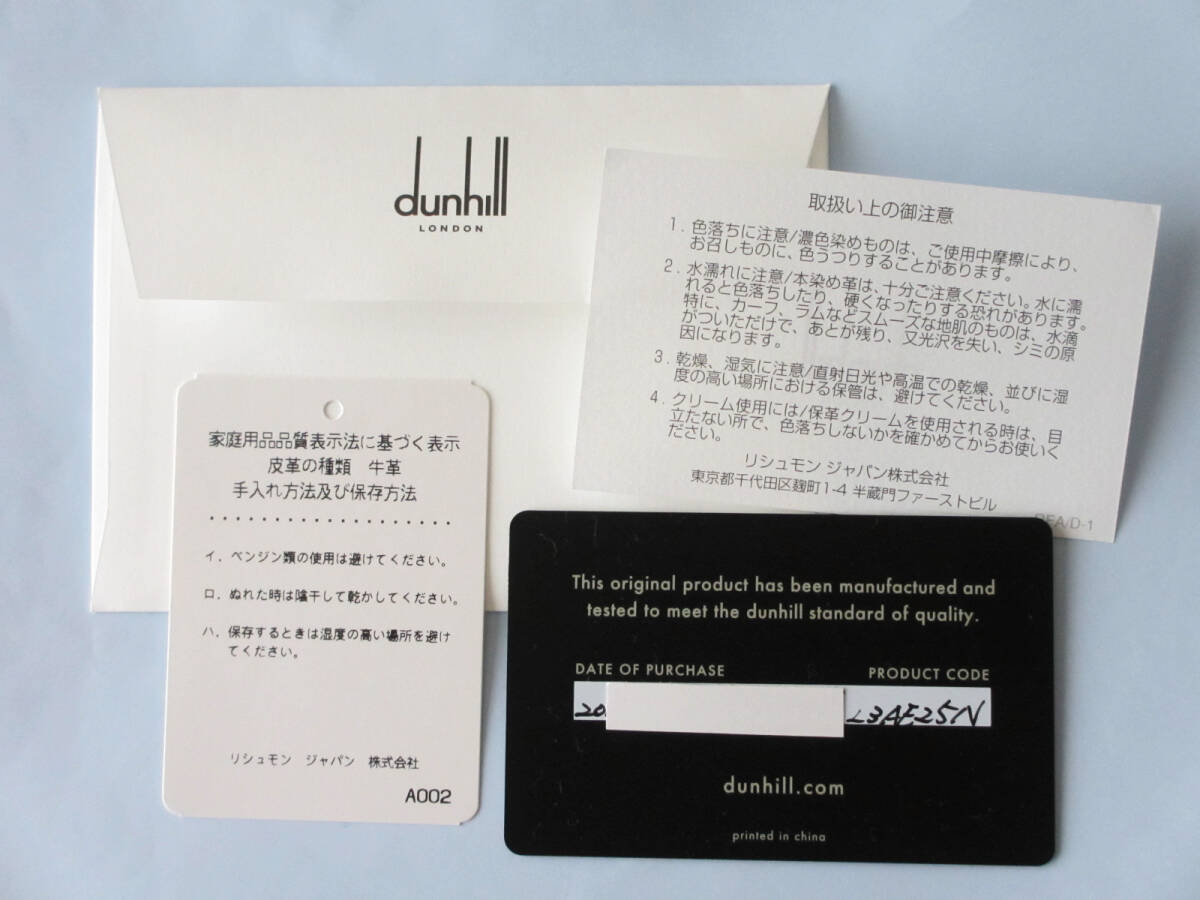 dunhill
LONDON
取扱い上の御注意
1. 色落ちに注意/濃色染めものは、ご使用中摩擦により、
お召しものに、色うつりすることがあります。
2. 水濡れに注意/本染め革は、十分ご注意ください。水に濡
れると色落ちしたり、硬くなったりする恐れがあります。
特に、カーフ、ラムなどスムーズな地肌のものは、水滴
がついただけで、あとが残り、又光沢を失い、シミの原
因になります。
3. 乾燥、湿気に注意/直射日光や高温での乾燥、並びに湿
度の高い場所における保管は、避けてください。
4. クリーム使用には/保革クリームを使用される時は、目
立たない所で、色落ちしないかを確かめてからお使いく
ださい。
リシュモン ジャパン株式会社
東京都千代田区麹町1-4 半蔵門ファーストビル
家庭用品品質表示法に基づく表示
皮革の種類 牛革
手入れ方法及び保存方法
イ. ベンジン類の使用は避けてください。
ロ. ぬれた時は陰干して乾かしてください。
ハ. 保存するときは湿度の高い場所を避け
てください。
リシュモン ジャパン 株式会社
A002
This original product has been manufactured and
tested to meet the dunhill standard of quality.
DATE OF PURCHASE PRODUCT CODE
20 L3AE25N
dunhill.com
printed in china